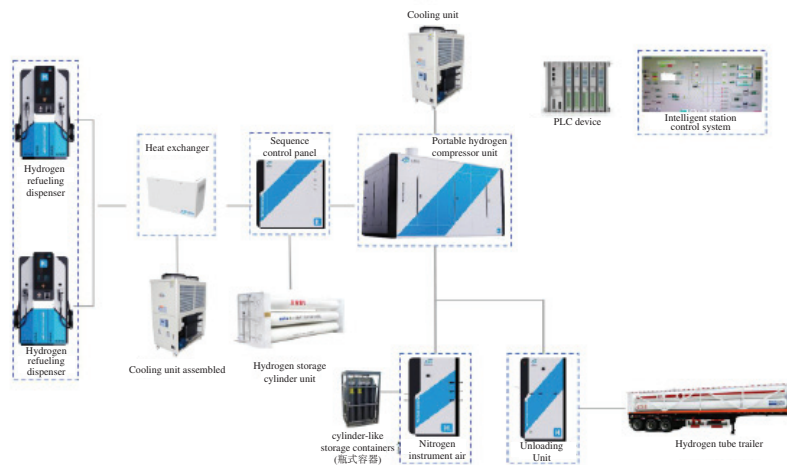 Cooling unit
PLC device
Intelligent station
control system
Portable hydrogen
compressor unit
Sequence
control panel
Heat exchanger
Hydrogen
refueling
dispenser
Hydrogen
refueling
dispenser
Cooling unit assembled
Hydrogen storage
cylinder unit
cylinder-like
storage containers
(瓶式容器)
Nitrogen
instrument air
Unloading
Unit
Hydrogen tube trailer